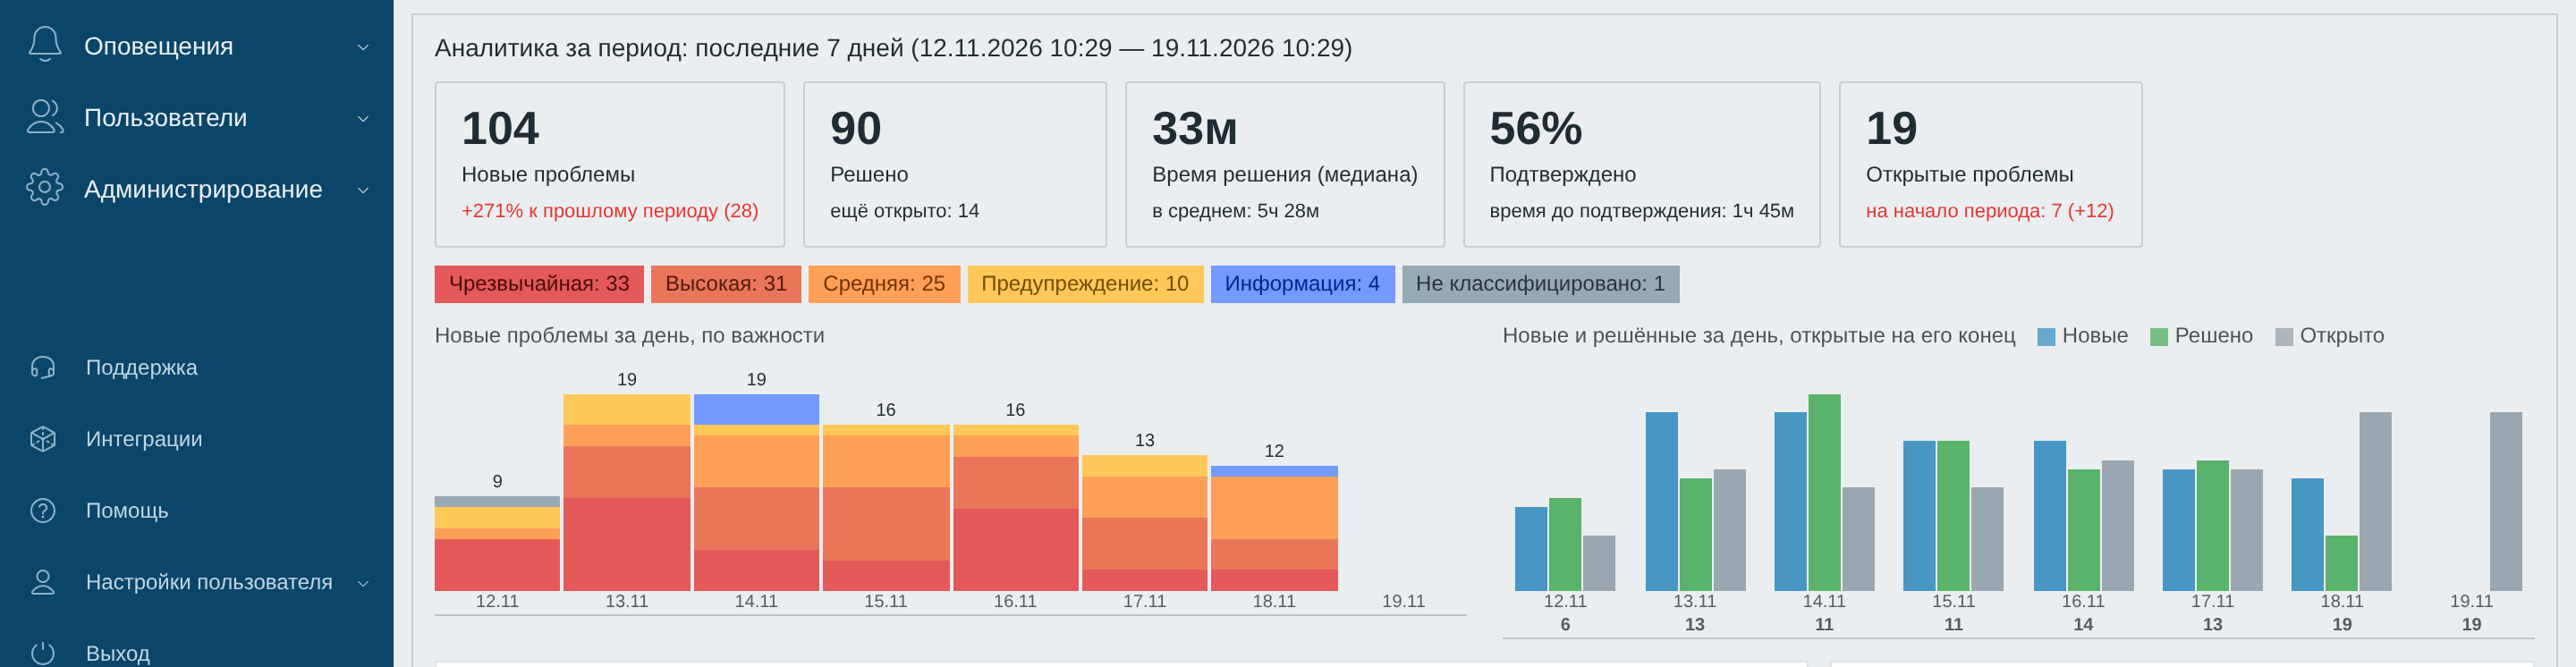 Оповещения
Пользователи
Администрирование
Поддержка
Интеграции
Помощь
Настройки пользователя
Выход
Аналитика за период: последние 7 дней (12.11.2026 10:29 — 19.11.2026 10:29)
104
Новые проблемы
+271% к прошлому периоду (28)
90
Решено
ещё открыто: 14
33м
Время решения (медиана)
в среднем: 5ч 28м
56%
Подтверждено
время до подтверждения: 1ч 45м
19
Открытые проблемы
на начало периода: 7 (+12)
Чрезвычайная: 33 Высокая: 31 Средняя: 25 Предупреждение: 10 Информация: 4 Не классифицировано: 1
Новые проблемы за день, по важности
9 19 19 16 16 13 12
12.11 13.11 14.11 15.11 16.11 17.11 18.11 19.11
Новые и решённые за день, открытые на его конец Новые Решено Открыто
12.11 13.11 14.11 15.11 16.11 17.11 18.11 19.11
6 13 11 11 14 13 19 19